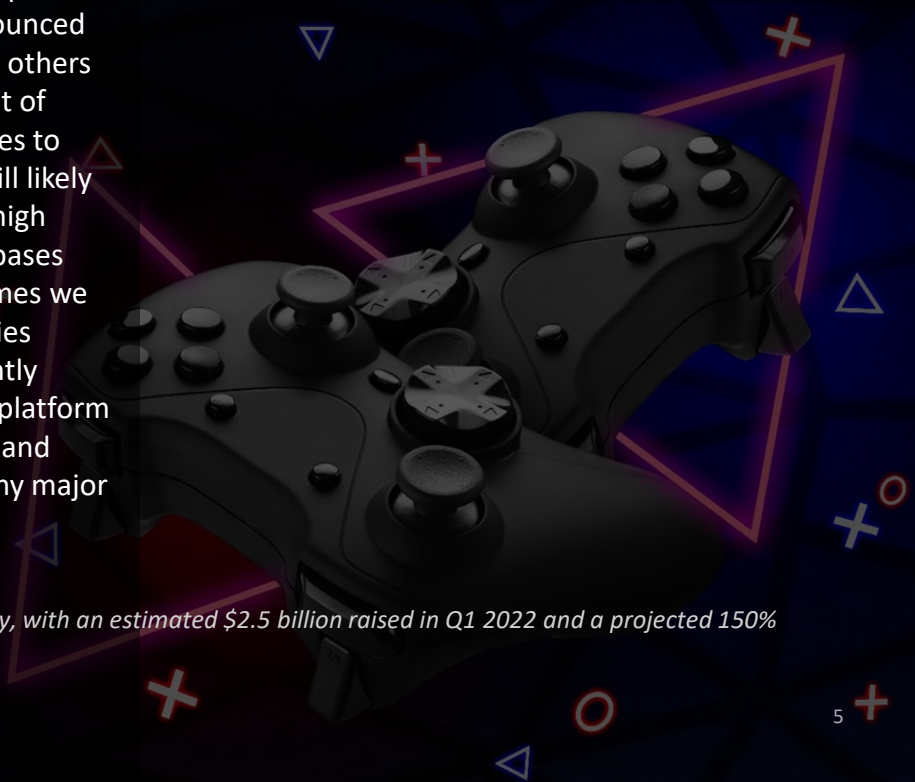 ounced
others
t of
es to
ill likely
high
bases
mes we
ies
ntly
platform
and
ny major
y, with an estimated $2.5 billion raised in Q1 2022 and a projected 150%
5